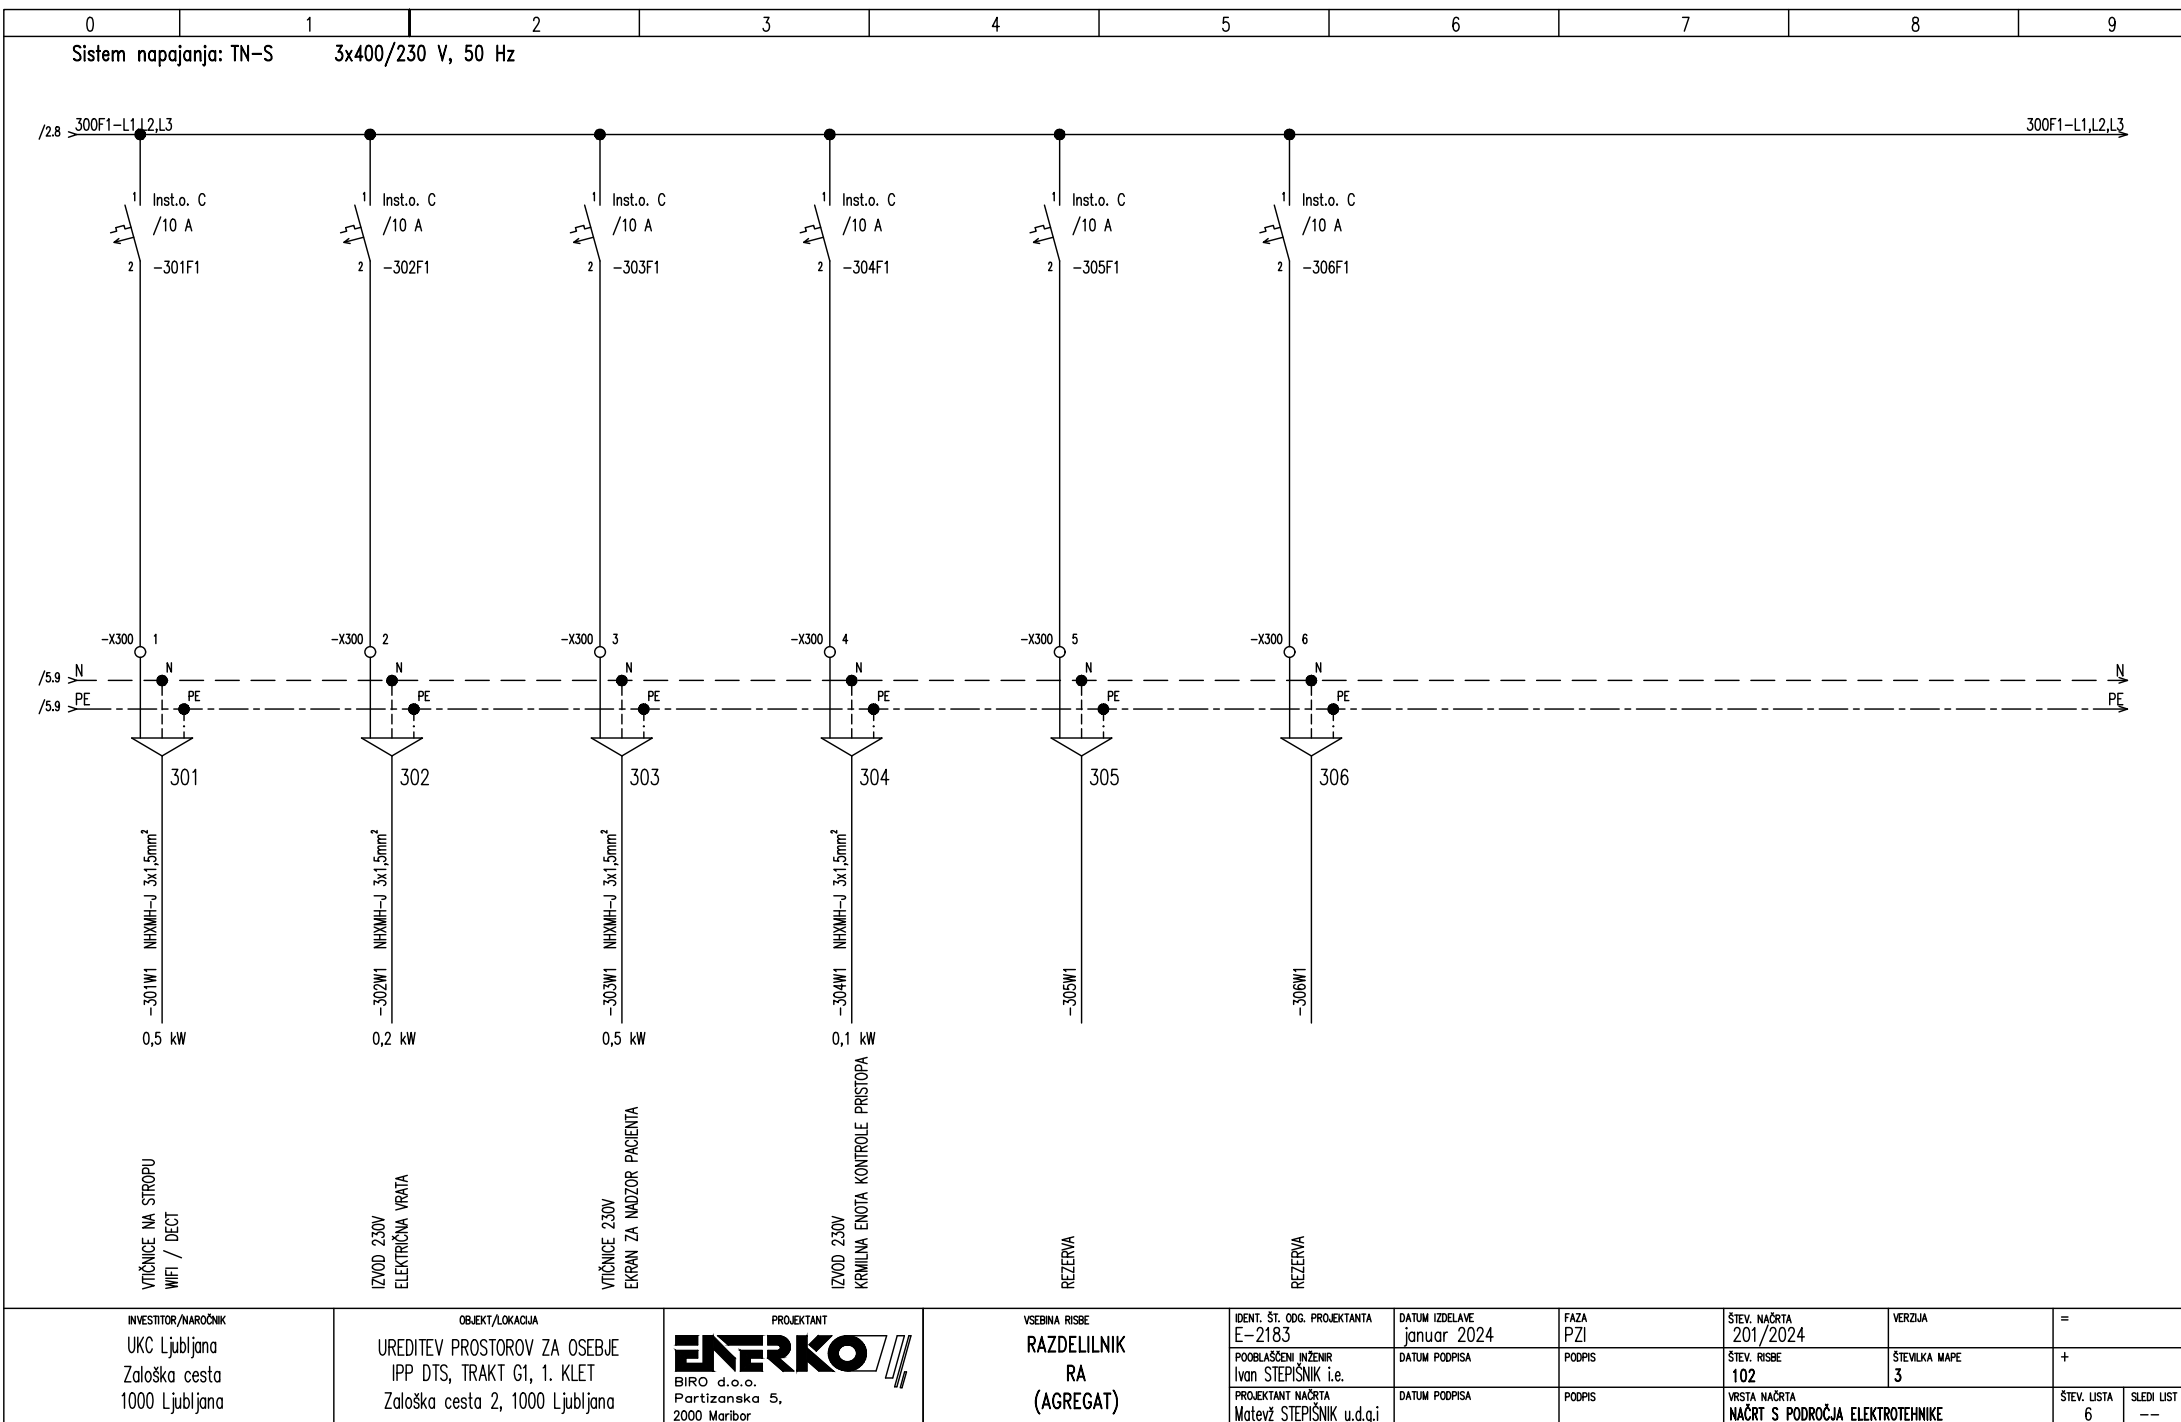 0 1 2 3 4 5 6 7 8 9
Sistem napajanja: TN-S 3x400/230 V, 50 Hz
/2.8 300F1-L1,L2,L3 300F1-L1,L2,L3
1 Inst.o. C 1 Inst.o. C 1 Inst.o. C 1 Inst.o. C 1 Inst.o. C 1 Inst.o. C
/10 A /10 A /10 A /10 A /10 A /10 A
2 -301F1 2 -302F1 2 -303F1 2 -304F1 2 -305F1 2 -306F1
-X300 1 -X300 2 -X300 3 -X300 4 -X300 5 -X300 6
/5.9 N N N N N N N N
/5.9 PE PE PE PE PE PE PE PE
301 302 303 304 305 306
-301W1 NHXMH-J 3x1,5mm²
-302W1 NHXMH-J 3x1,5mm²
-303W1 NHXMH-J 3x1,5mm²
-304W1 NHXMH-J 3x1,5mm²
-305W1
-306W1
0,5 kW 0,2 kW 0,5 kW 0,1 kW
VTIČNICE NA STROPU
WIFI / DECT
IZVOD 230V
ELEKTRIČNA VRATA
VTIČNICE 230V
EKRAN ZA NADZOR PACIENTA
IZVOD 230V
KRMILNA ENOTA KONTROLE PRISTOPA
REZERVA
REZERVA
INVESTITOR/NAROČNIK
UKC Ljubljana
Zaloška cesta
1000 Ljubljana
OBJEKT/LOKACIJA
UREDITEV PROSTOROV ZA OSEBJE
IPP DTS, TRAKT G1, 1. KLET
Zaloška cesta 2, 1000 Ljubljana
PROJEKTANT
ENERKO
BIRO d.o.o.
Partizanska 5,
2000 Maribor
VSEBINA RISBE
RAZDELILNIK
RA
(AGREGAT)
IDENT. ŠT. ODG. PROJEKTANTA
E-2183
DATUM IZDELAVE
januar 2024
FAZA
PZI
ŠTEV. NAČRTA
201/2024
VERZIJA
=
POOBLAŠČENI INŽENIR
Ivan STEPIŠNIK i.e.
DATUM PODPISA
PODPIS
ŠTEV. RISBE
102
ŠTEVILKA MAPE
3
+
PROJEKTANT NAČRTA
Matevž STEPIŠNIK u.d.g.i
DATUM PODPISA
PODPIS
VRSTA NAČRTA
NAČRT S PODROČJA ELEKTROTEHNIKE
ŠTEV. LISTA
6
SLEDI LIST
--